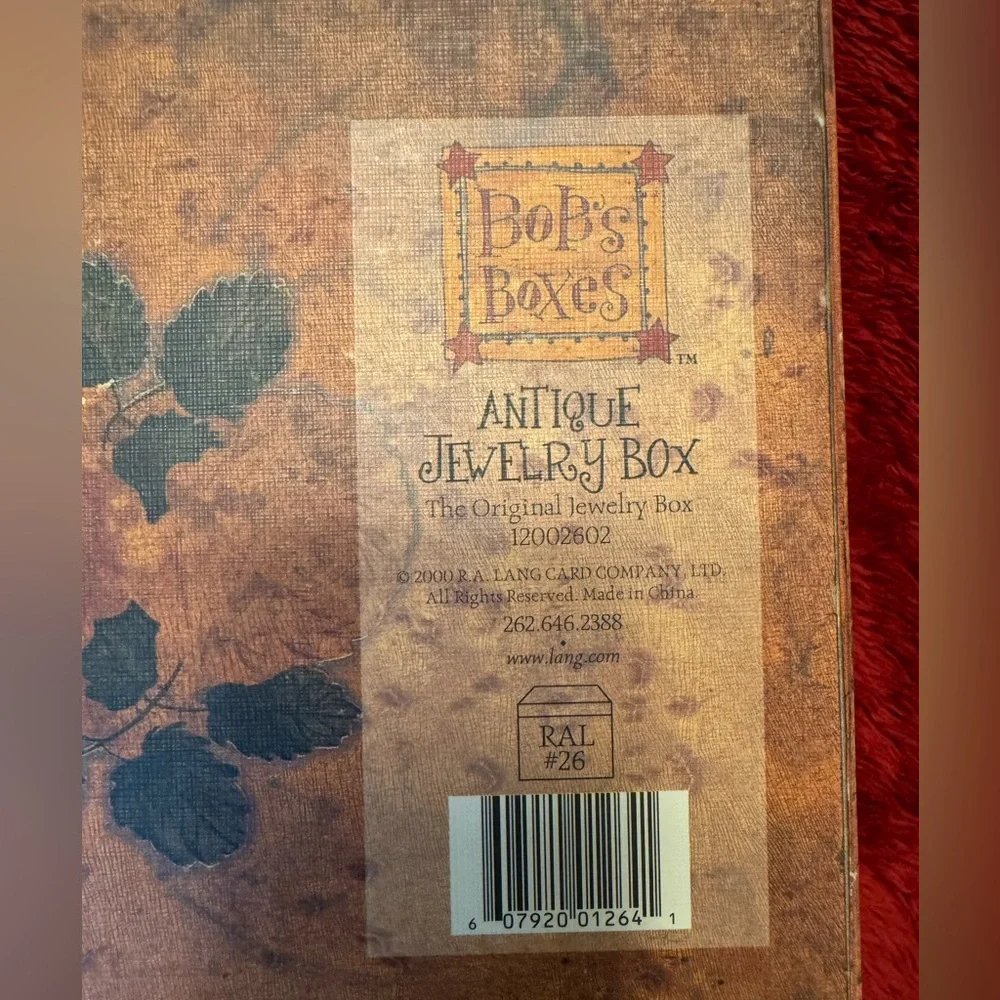 BOB'S
BOXES
TM
ANTIQUE
JEWELRY BOX
The Original Jewelry Box
12002602
© 2000 R.A. LANG CARD COMPANY, LTD.
All Rights Reserved. Made in China.
262.646.2388
www.lang.com
RAL
#26
6 07920 01264 1